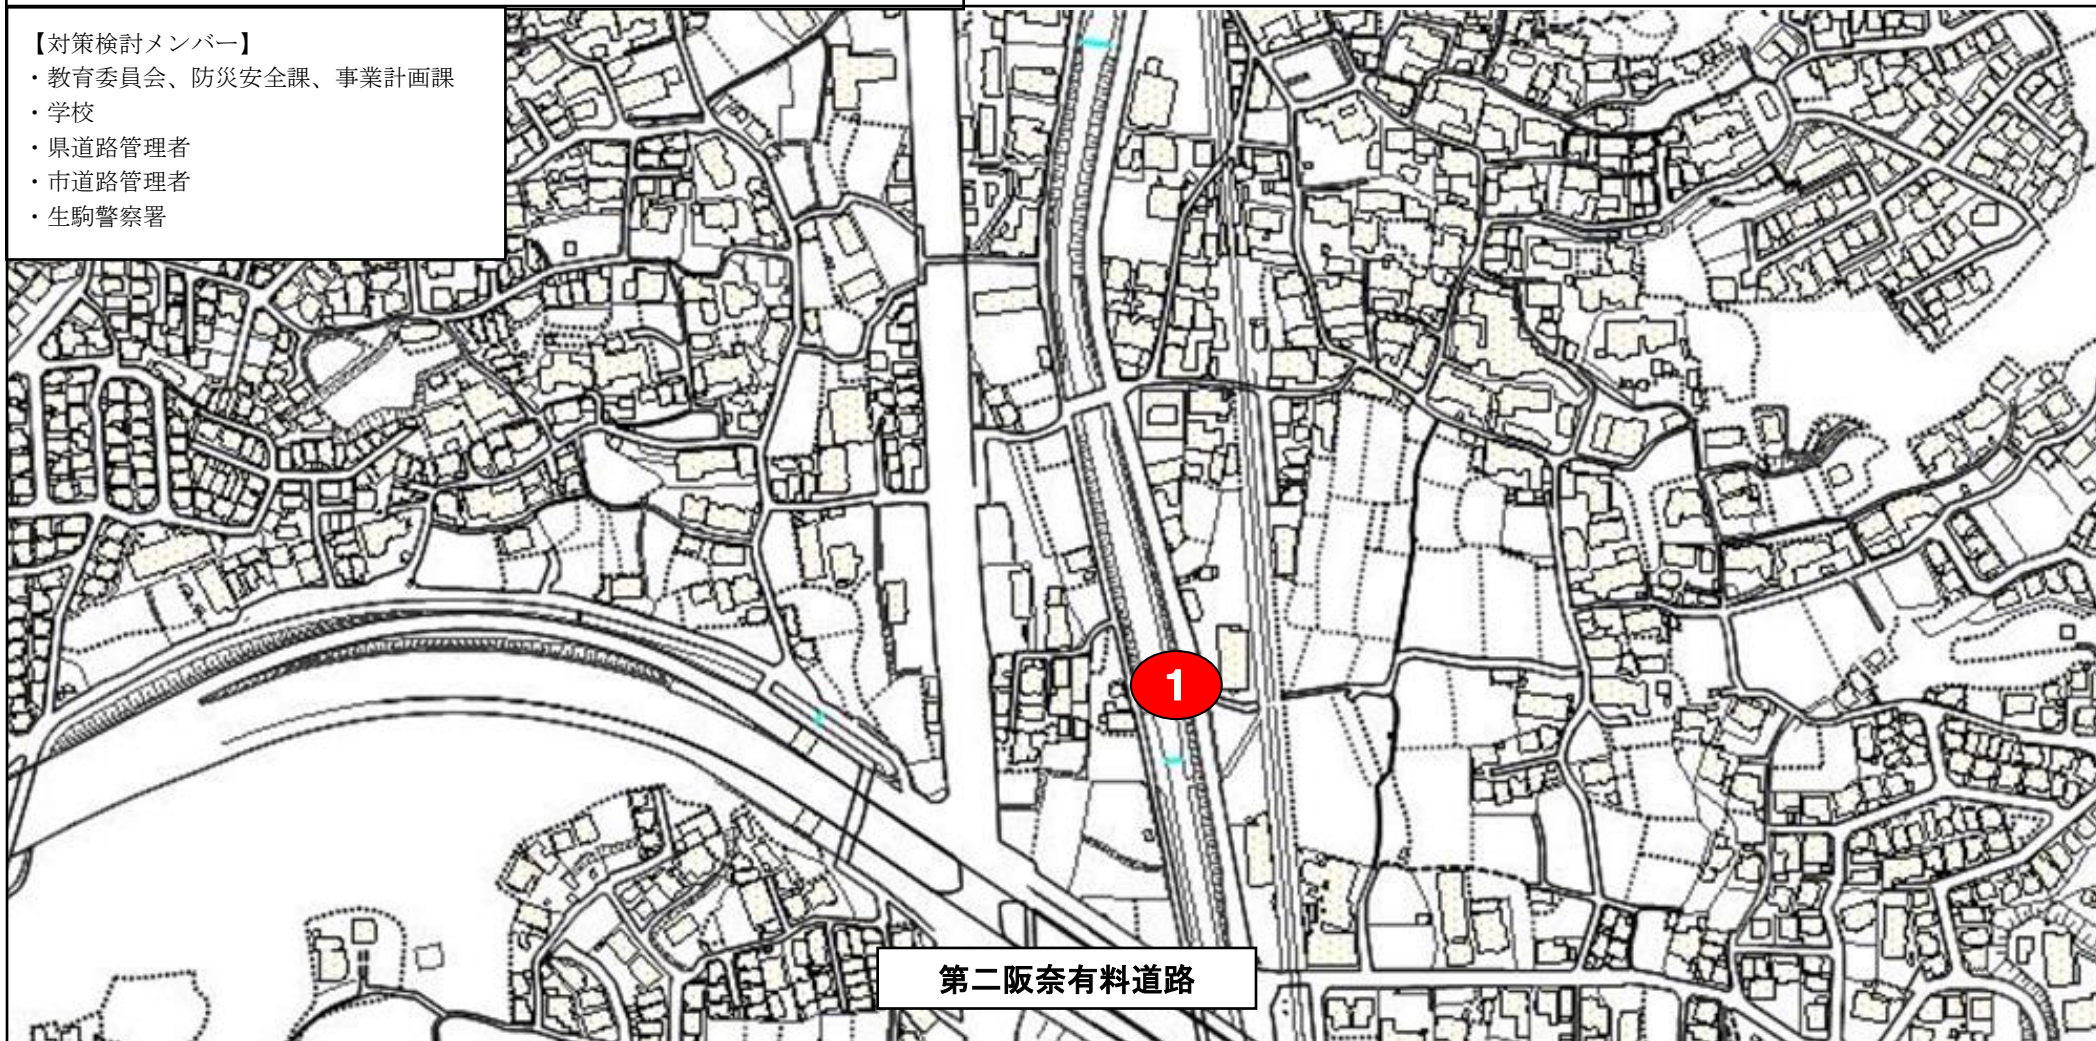 【対策検討メンバー】
・教育委員会、防災安全課、事業計画課
・学校
・県道路管理者
・市道路管理者
・生駒警察署
1
第二阪奈有料道路